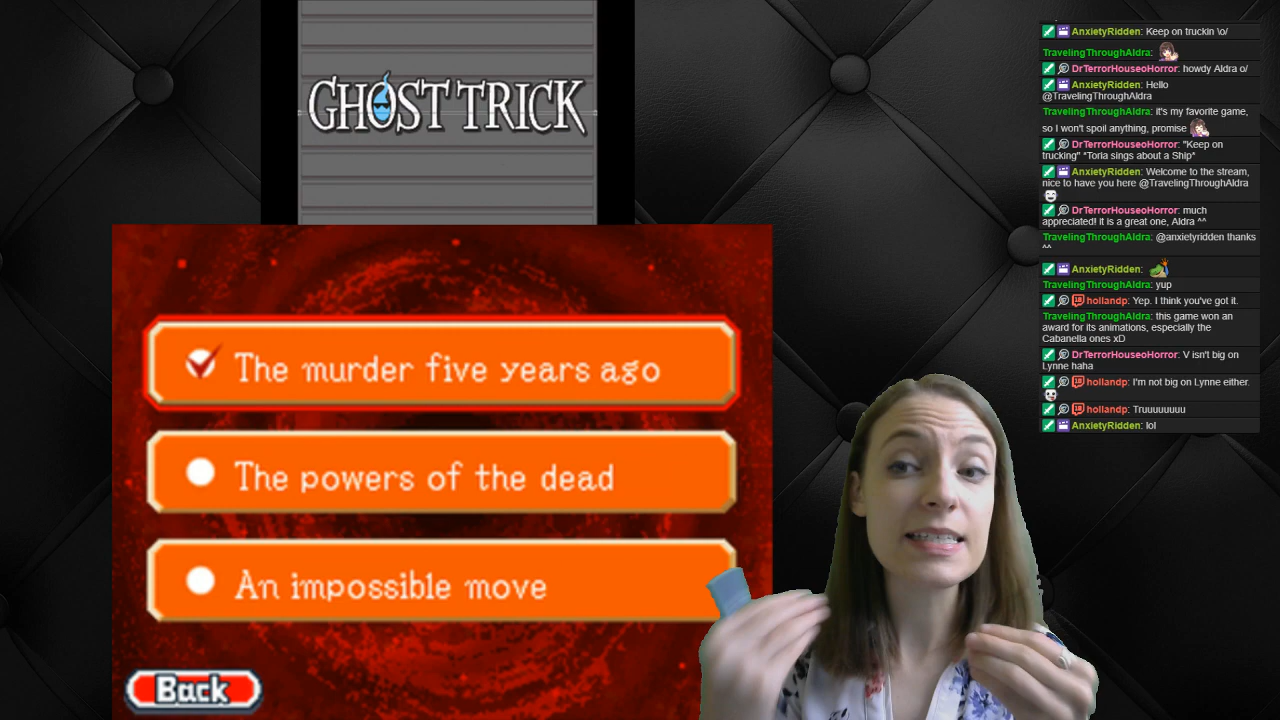 GHOST TRICK
The murder five years ago
The powers of the dead
An impossible move
Back
AnxietyRidden: Keep on truckin \o/
TravelingThroughAldra:
DrTerrorHouseoHorror: howdy Aldra o/
AnxietyRidden: Hello
@TravelingThroughAldra
TravelingThroughAldra: it's my favorite game,
so I won't spoil anything, promise
DrTerrorHouseoHorror: "Keep on
trucking" *Toria sings about a Ship*
AnxietyRidden: Welcome to the stream,
nice to have you here @TravelingThroughAldra
DrTerrorHouseoHorror: much
appreciated! it is a great one, Aldra ^^
TravelingThroughAldra: @anxietyridden thanks
^^
AnxietyRidden:
TravelingThroughAldra: yup
hollandp: Yep. I think you've got it.
TravelingThroughAldra: this game won an
award for its animations, especially the
Cabanella ones xD
DrTerrorHouseoHorror: V isn't big on
Lynne haha
hollandp: I'm not big on Lynne either.
hollandp: Truuuuuuuu
AnxietyRidden: lol